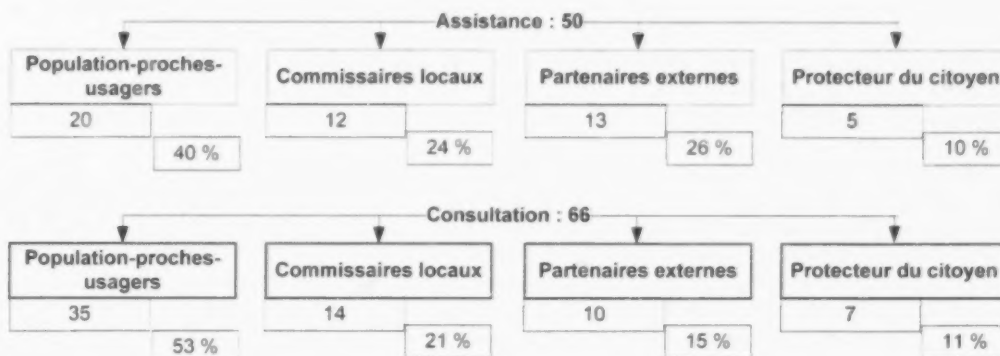 Assistance : 50
Population-proches-
usagers
Commissaires locaux
Partenaires externes
Protecteur du citoyen
20
12
13
5
40 %
24 %
26 %
10 %
Consultation : 66
Population-proches-
usagers
Commissaires locaux
Partenaires externes
Protecteur du citoyen
35
14
10
7
53 %
21 %
15 %
11 %